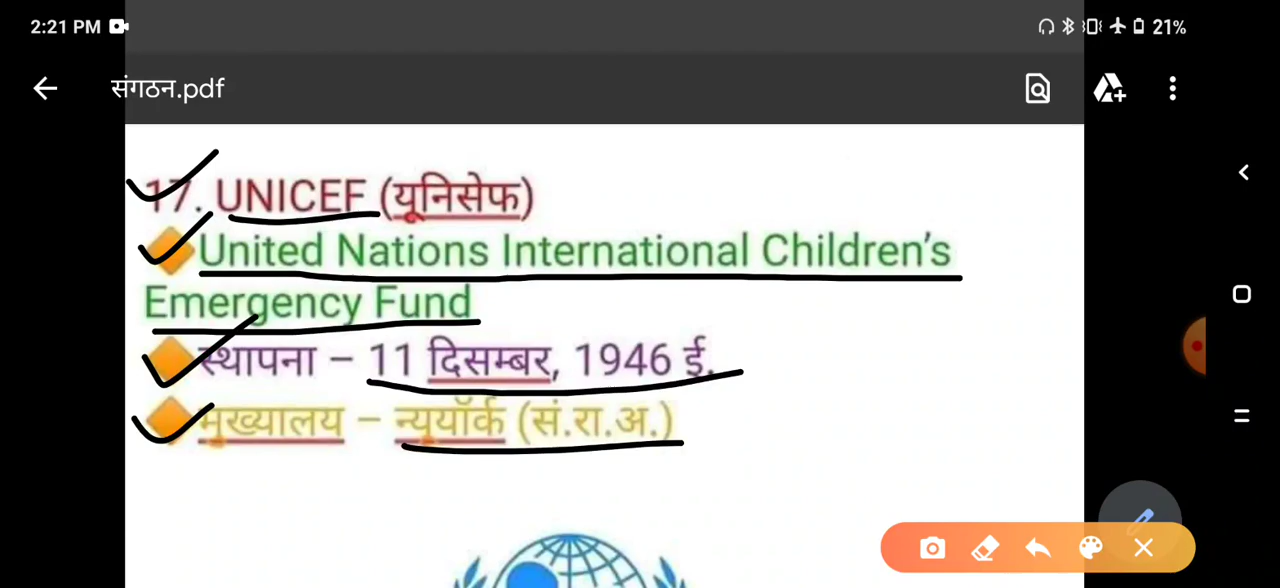 2:21 PM
21%
संगठन.pdf
17. UNICEF (यूनिसेफ)
United Nations International Children's
Emergency Fund
स्थापना – 11 दिसम्बर, 1946 ई.
मुख्यालय – न्यूयॉर्क (सं.रा.अ.)